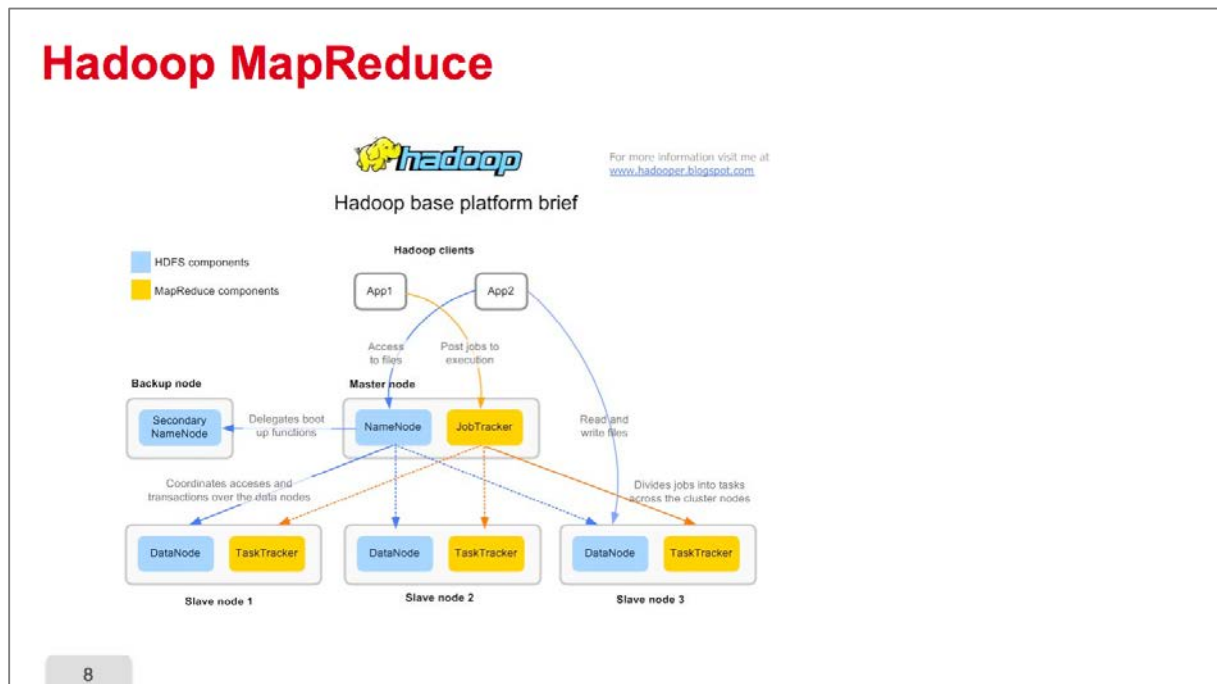 Hadoop MapReduce
hadoop
For more information visit me at
www.hadooper.blogspot.com
Hadoop base platform brief
Hadoop clients
HDFS components
MapReduce components
App1
App2
Access
to files
Post jobs to
execution
Backup node
Master node
Secondary
NameNode
Delegates boot
up functions
NameNode
JobTracker
Read and
write files
Coordinates acceses and
transactions over the data nodes
Divides jobs into tasks
across the cluster nodes
DataNode
TaskTracker
DataNode
TaskTracker
DataNode
TaskTracker
Slave node 1
Slave node 2
Slave node 3
8